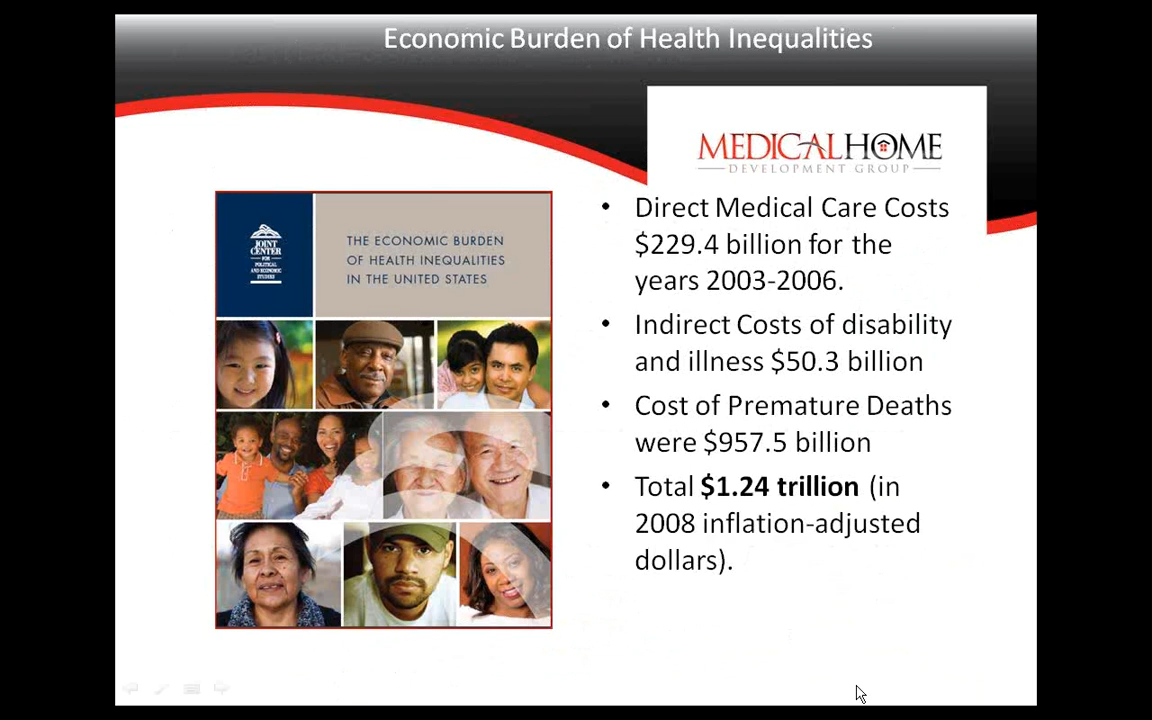 Economic Burden of Health Inequalities
MEDICALHOME
DEVELOPMENT GROUP
JOINT
CENTER
FOR
POLITICAL
AND ECONOMIC
STUDIES
THE ECONOMIC BURDEN
OF HEALTH INEQUALITIES
IN THE UNITED STATES
• Direct Medical Care Costs
$229.4 billion for the
years 2003-2006.
• Indirect Costs of disability
and illness $50.3 billion
• Cost of Premature Deaths
were $957.5 billion
• Total $1.24 trillion (in
2008 inflation-adjusted
dollars).